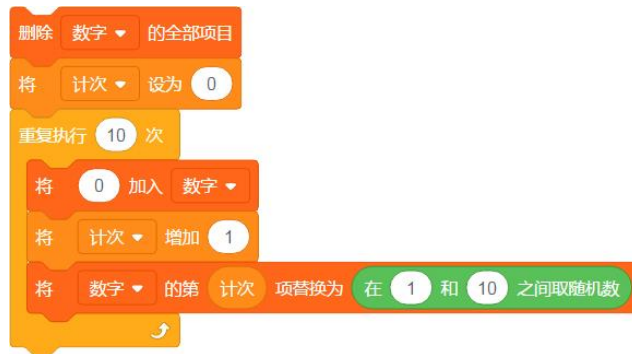 删除 数字 的全部项目
将 计次 设为 0
重复执行 10 次
将 0 加入 数字
将 计次 增加 1
将 数字 的第 计次 项替换为 在 1 和 10 之间取随机数